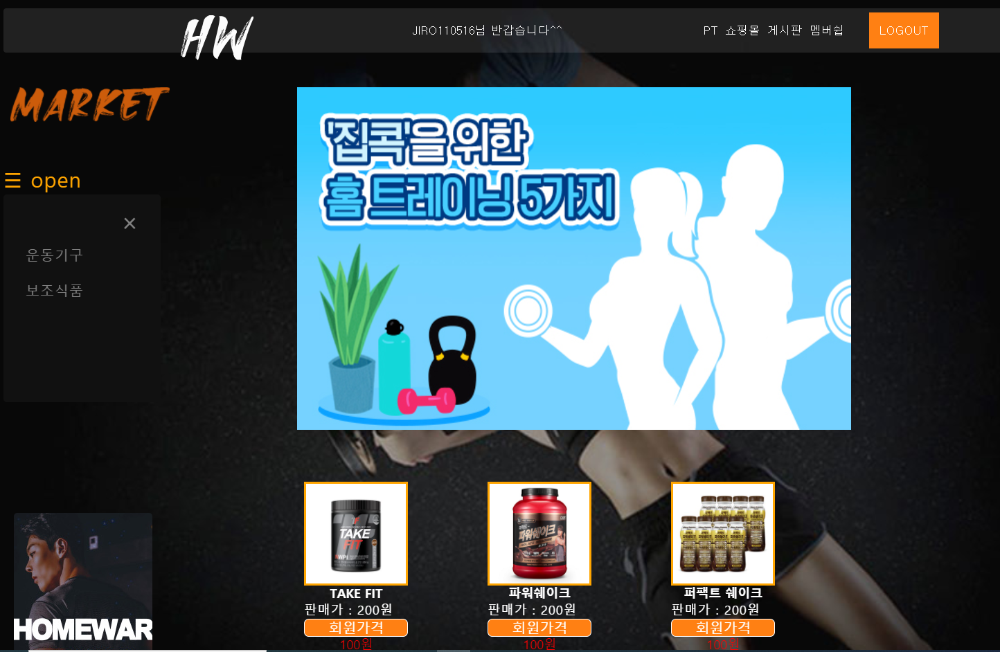 HW
JIRO110516님 반갑습니다^^
PT 쇼핑몰 게시판 멤버쉽
LOGOUT
MARKET
☰ open
×
운동기구
보조식품
'집콕'을 위한
홈 트레이닝 5가지
HOMEWAR
TAKE
FIT
파워쉐이크
TAKE FIT
판매가 : 200원
회원가격
100원
파워쉐이크
판매가 : 200원
회원가격
100원
퍼팩트 쉐이크
판매가 : 200원
회원가격
100원